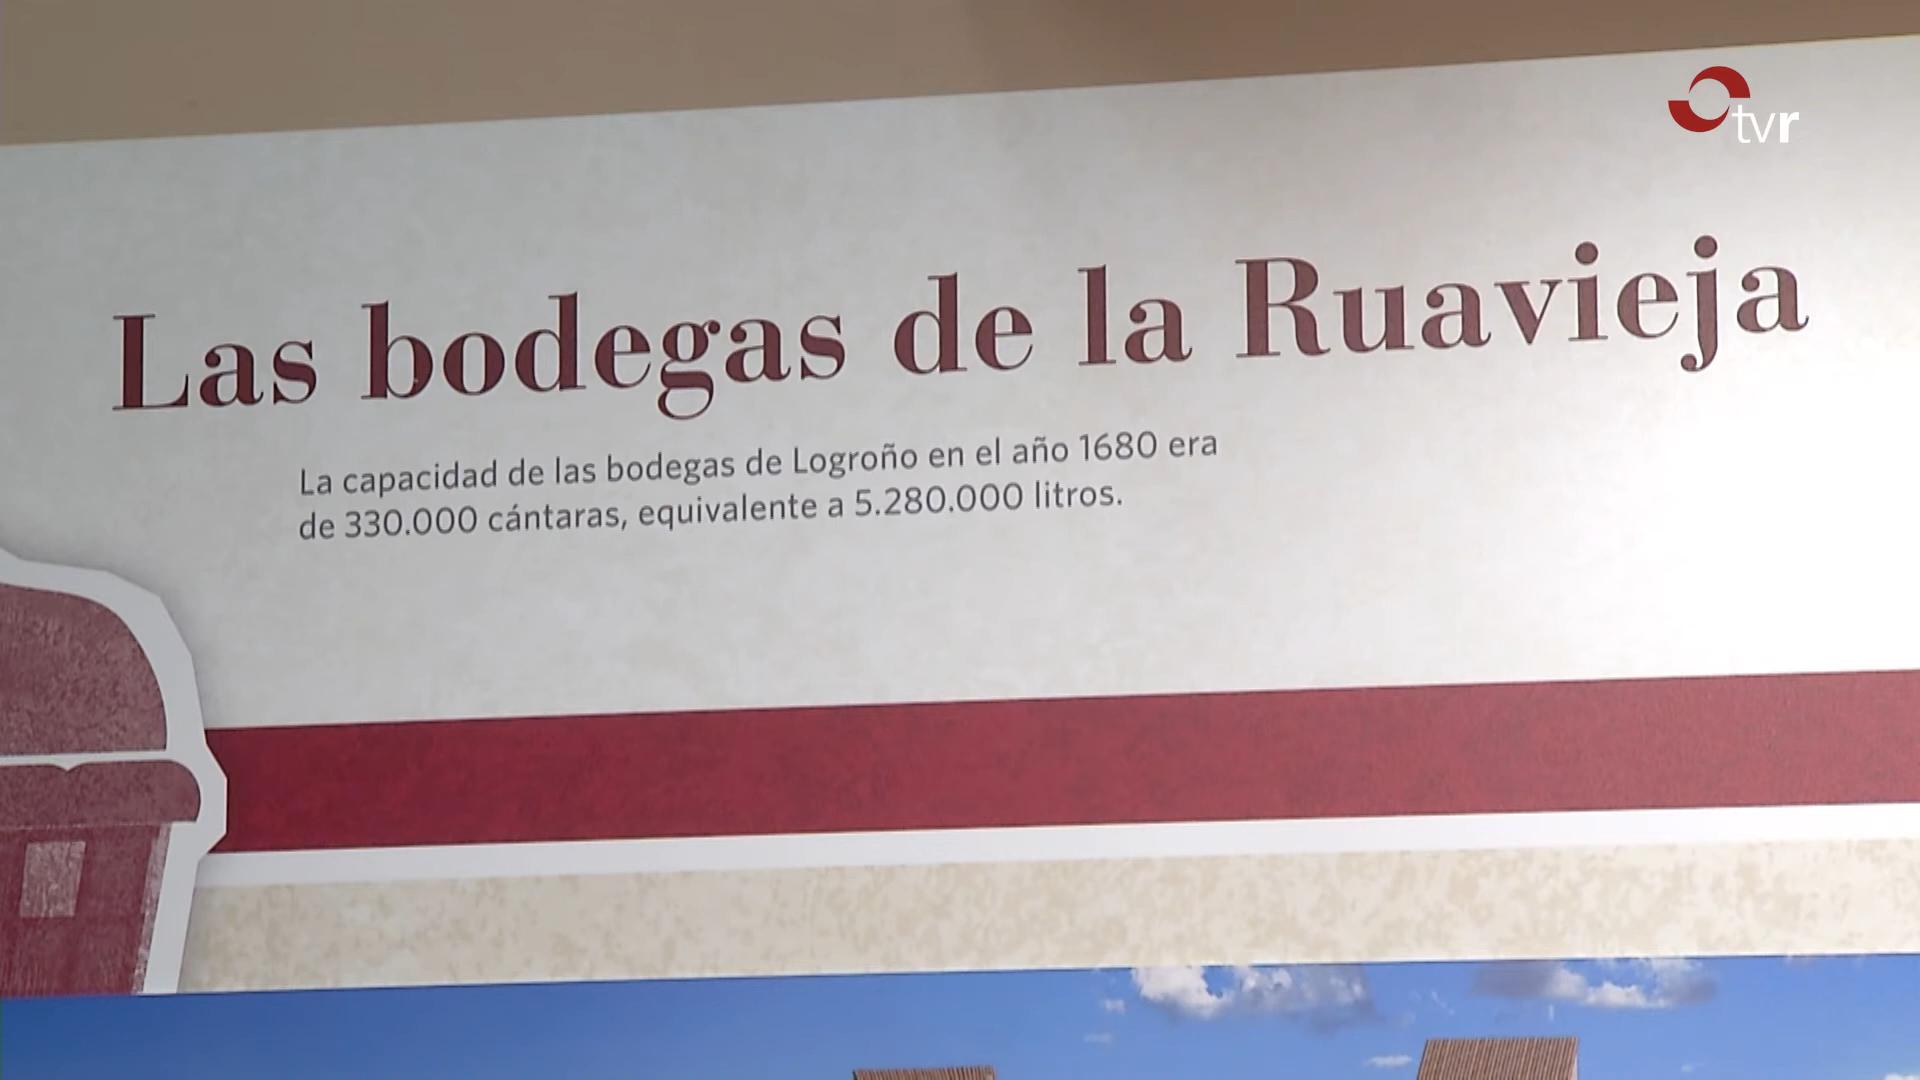 tvr
Las bodegas de la Ruavieja
La capacidad de las bodegas de Logroño en el año 1680 era
de 330.000 cántaras, equivalente a 5.280.000 litros.